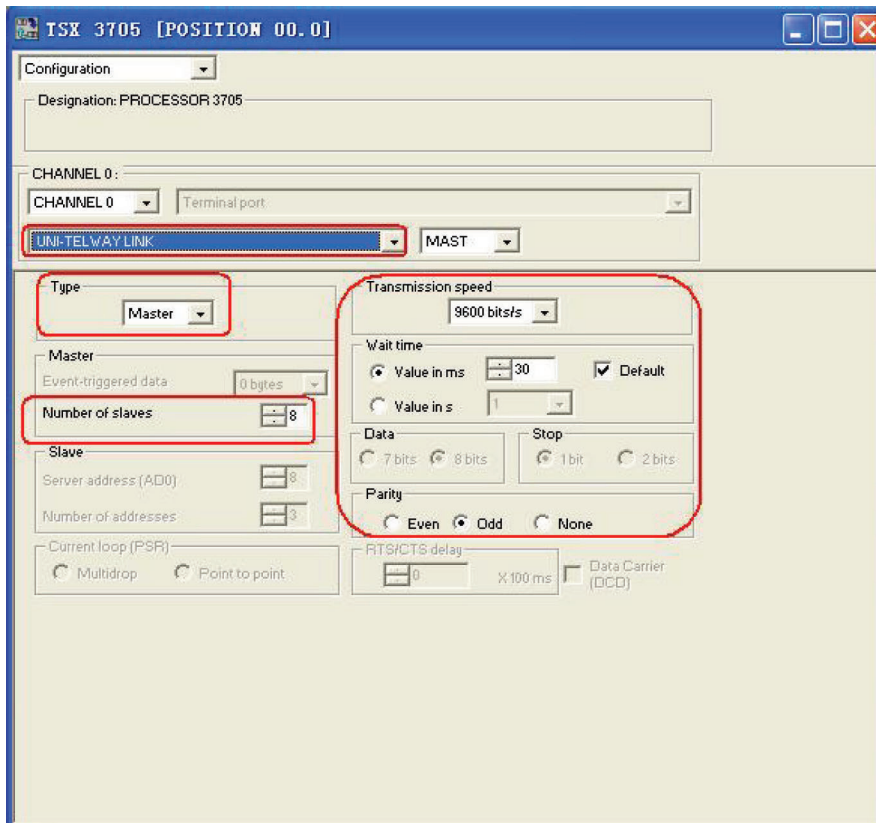 TSX 3705 [POSITION 00.0]
Configuration
Designation: PROCESSOR 3705
CHANNEL 0 :
CHANNEL 0 Terminal port
UNI-TELWAY LINK MAST
Type
Master
Transmission speed
9600 bits/s
Master
Event-triggered data 0 bytes
Number of slaves 8
Wait time
Value in ms 30 Default
Value in s 1
Slave
Server address (AD0) 8
Number of addresses 3
Data
7 bits 8 bits
Stop
1 bit 2 bits
Parity
Even Odd None
Current loop (PSR)
Multidrop Point to point
RTS/CTS delay
0 X 100 ms
Data Carrier
(DCD)